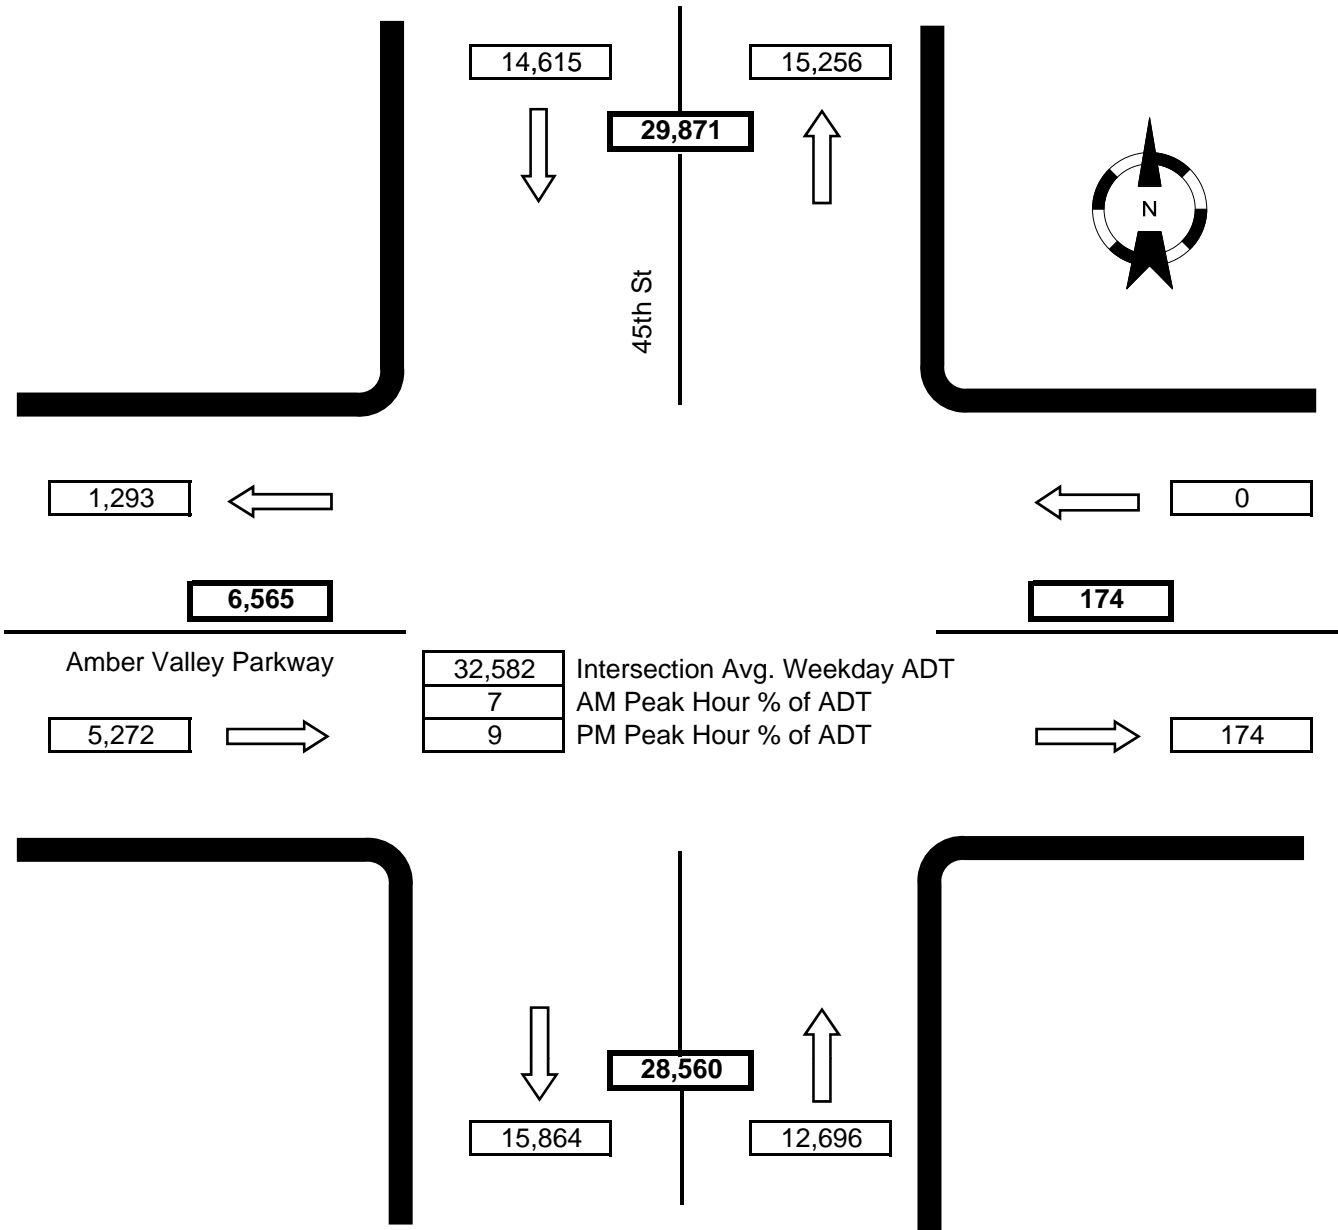 14,615
15,256
29,871
N
45th St
1,293
0
6,565
174
Amber Valley Parkway
32,582 Intersection Avg. Weekday ADT
7 AM Peak Hour % of ADT
9 PM Peak Hour % of ADT
5,272
174
28,560
15,864
12,696